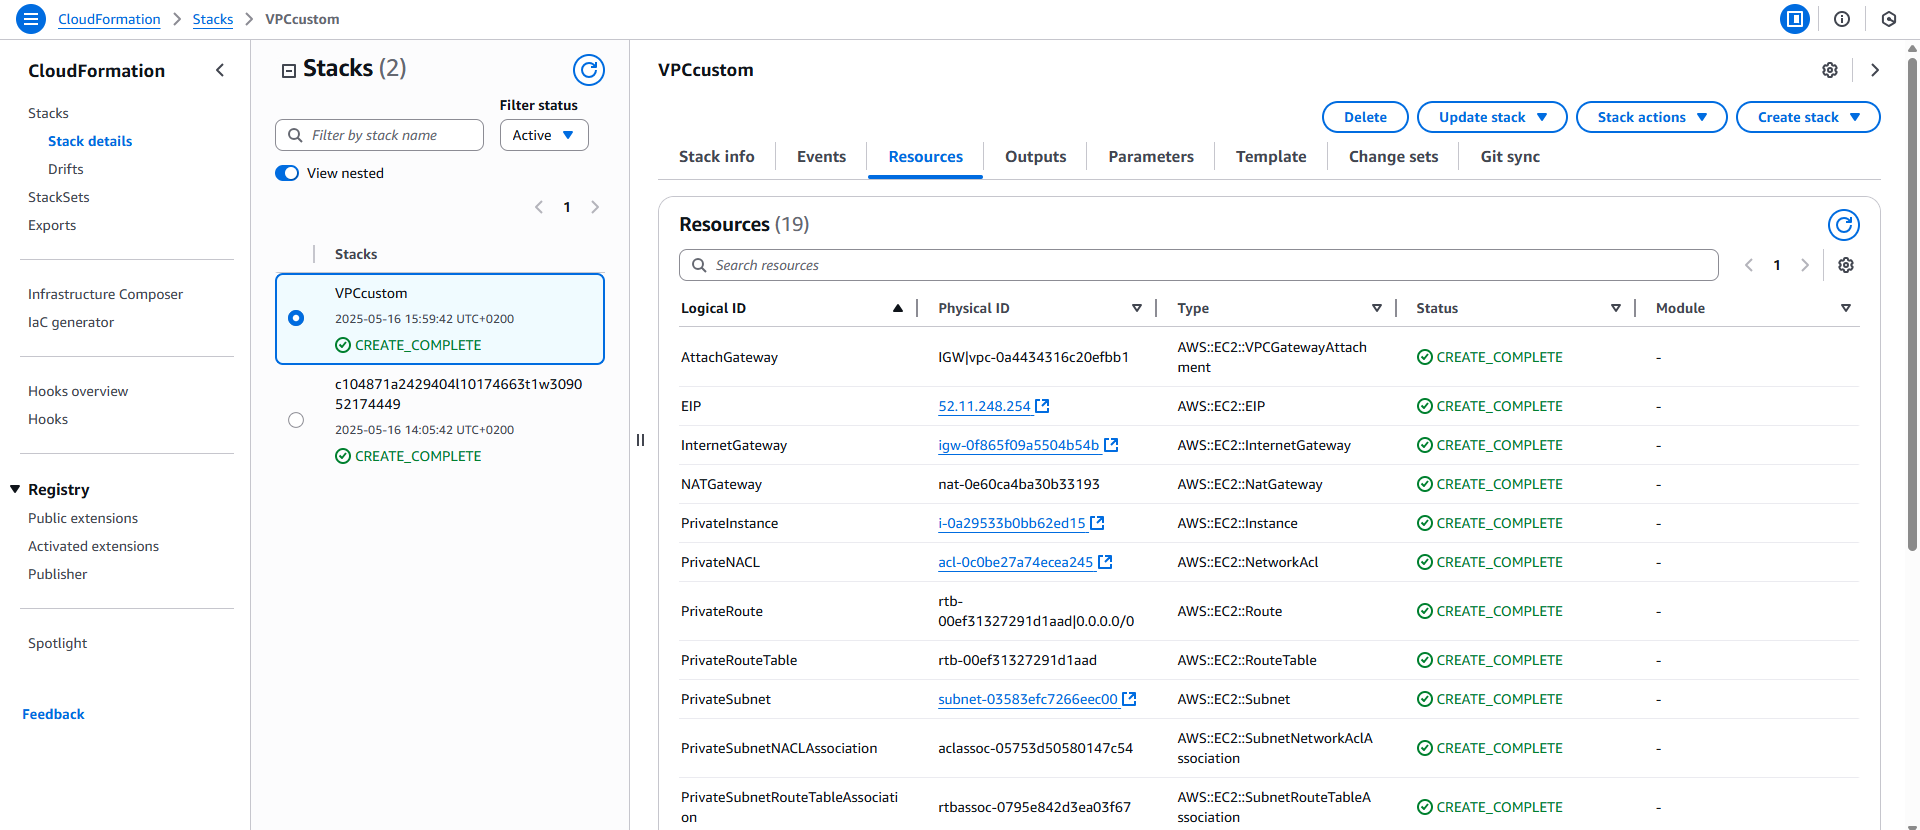 CloudFormation > Stacks > VPCcustom
CloudFormation
Stacks
Stack details
Drifts
StackSets
Exports
Infrastructure Composer
IaC generator
Hooks overview
Hooks
Registry
Public extensions
Activated extensions
Publisher
Spotlight
Feedback
Stacks (2)
Filter status
Filter by stack name
Active
View nested
1
Stacks
VPCcustom
2025-05-16 15:59:42 UTC+0200
CREATE_COMPLETE
c104871a2429404l10174663t1w3090
52174449
2025-05-16 14:05:42 UTC+0200
CREATE_COMPLETE
VPCcustom
Delete Update stack Stack actions Create stack
Stack info Events Resources Outputs Parameters Template Change sets Git sync
Resources (19)
Search resources
1
Logical ID Physical ID Type Status Module
AttachGateway IGW|vpc-0a4434316c20efbb1 AWS::EC2::VPCGatewayAttach
ment CREATE_COMPLETE -
EIP 52.11.248.254 AWS::EC2::EIP CREATE_COMPLETE -
InternetGateway igw-0f865f09a5504b54b AWS::EC2::InternetGateway CREATE_COMPLETE -
NATGateway nat-0e60ca4ba30b33193 AWS::EC2::NatGateway CREATE_COMPLETE -
PrivateInstance i-0a29533b0bb62ed15 AWS::EC2::Instance CREATE_COMPLETE -
PrivateNACL acl-0c0be27a74ecea245 AWS::EC2::NetworkAcl CREATE_COMPLETE -
PrivateRoute rtb-
00ef31327291d1aad|0.0.0.0/0 AWS::EC2::Route CREATE_COMPLETE -
PrivateRouteTable rtb-00ef31327291d1aad AWS::EC2::RouteTable CREATE_COMPLETE -
PrivateSubnet subnet-03583efc7266eec00 AWS::EC2::Subnet CREATE_COMPLETE -
PrivateSubnetNACLAssociation aclassoc-05753d50580147c54 AWS::EC2::SubnetNetworkAclA
ssociation CREATE_COMPLETE -
PrivateSubnetRouteTableAssociati
on rtbassoc-0795e842d3ea03f67 AWS::EC2::SubnetRouteTableA
ssociation CREATE_COMPLETE -